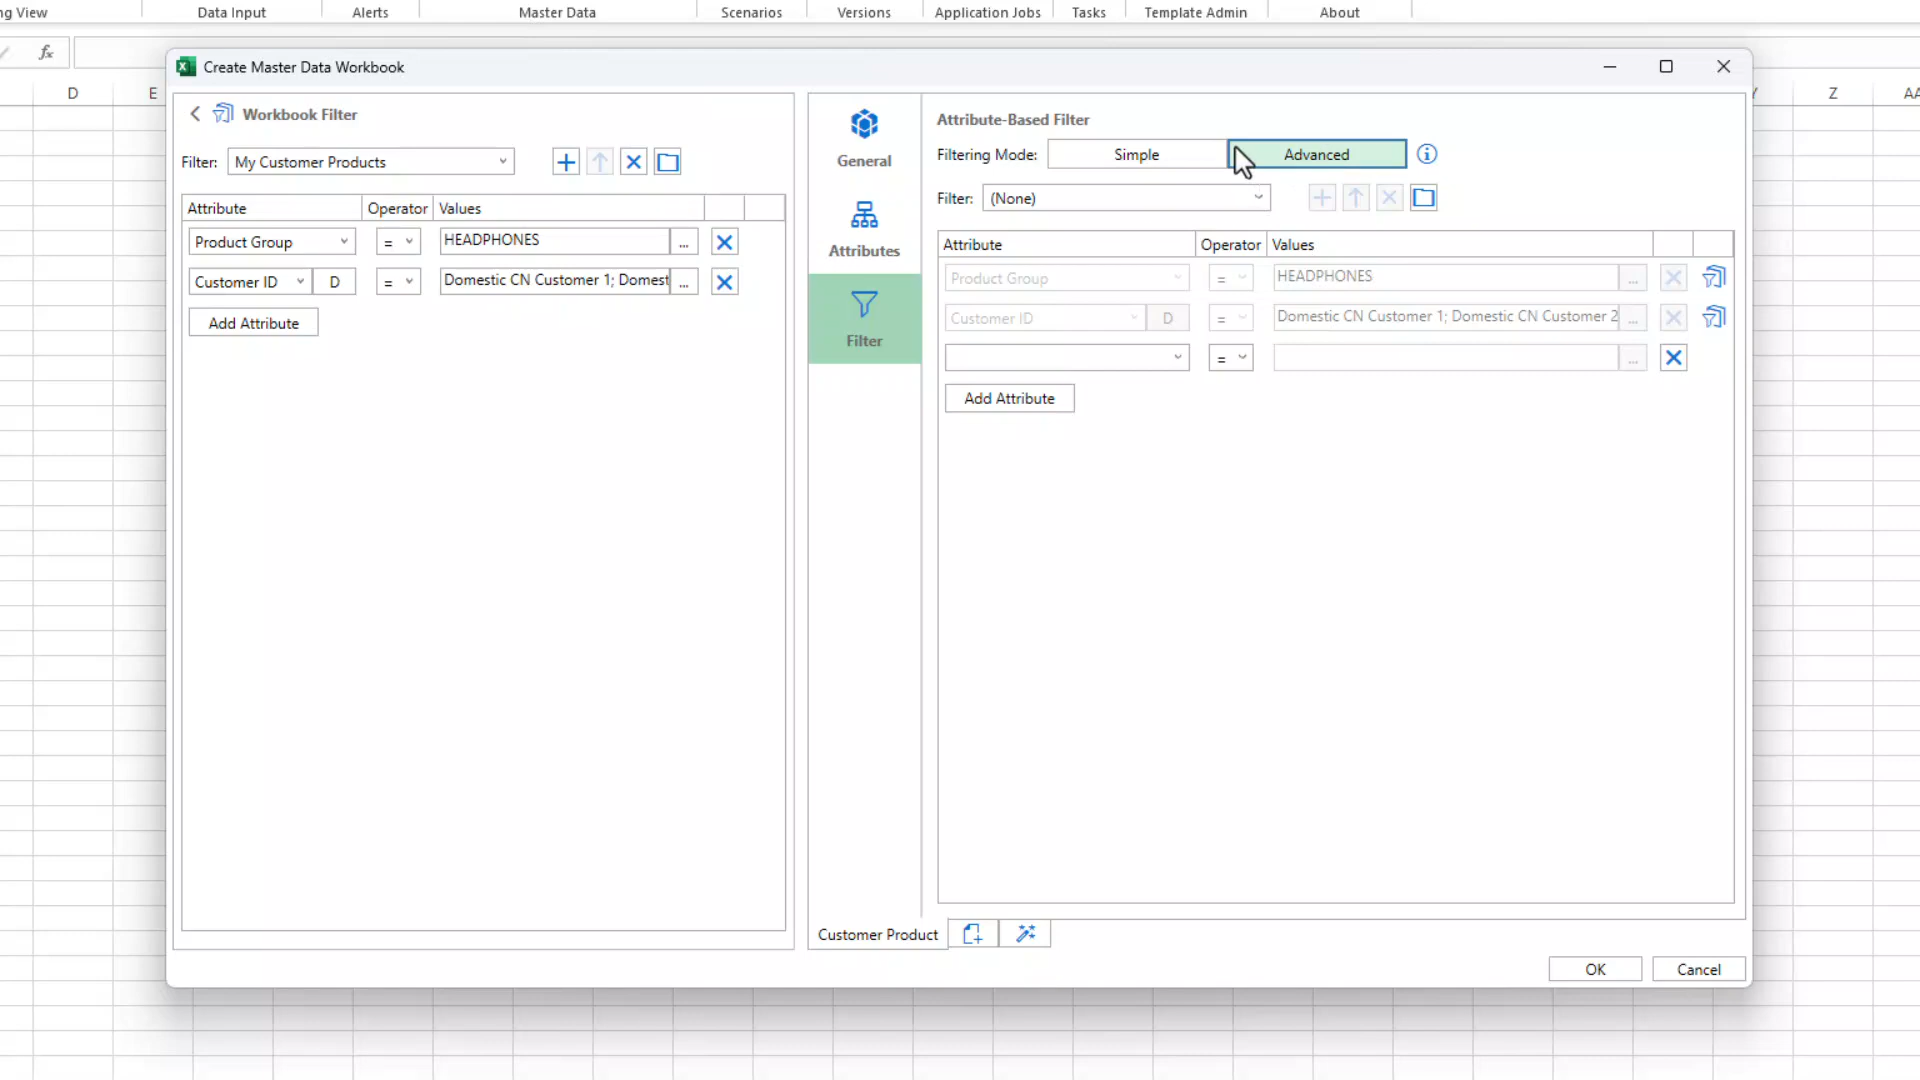 ng View Data Input Alerts Master Data Scenarios Versions Application Jobs Tasks Template Admin About
fx
D E Y Z AA
Create Master Data Workbook
Workbook Filter
Filter: My Customer Products
Attribute Operator Values
Product Group = HEADPHONES ...
Customer ID D = Domestic CN Customer 1; Domest ...
Add Attribute
General
Attributes
Filter
Attribute-Based Filter
Filtering Mode: Simple Advanced
Filter: (None)
Attribute Operator Values
Product Group = HEADPHONES ...
Customer ID D = Domestic CN Customer 1; Domestic CN Customer 2 ...
= ...
Add Attribute
Customer Product
OK Cancel